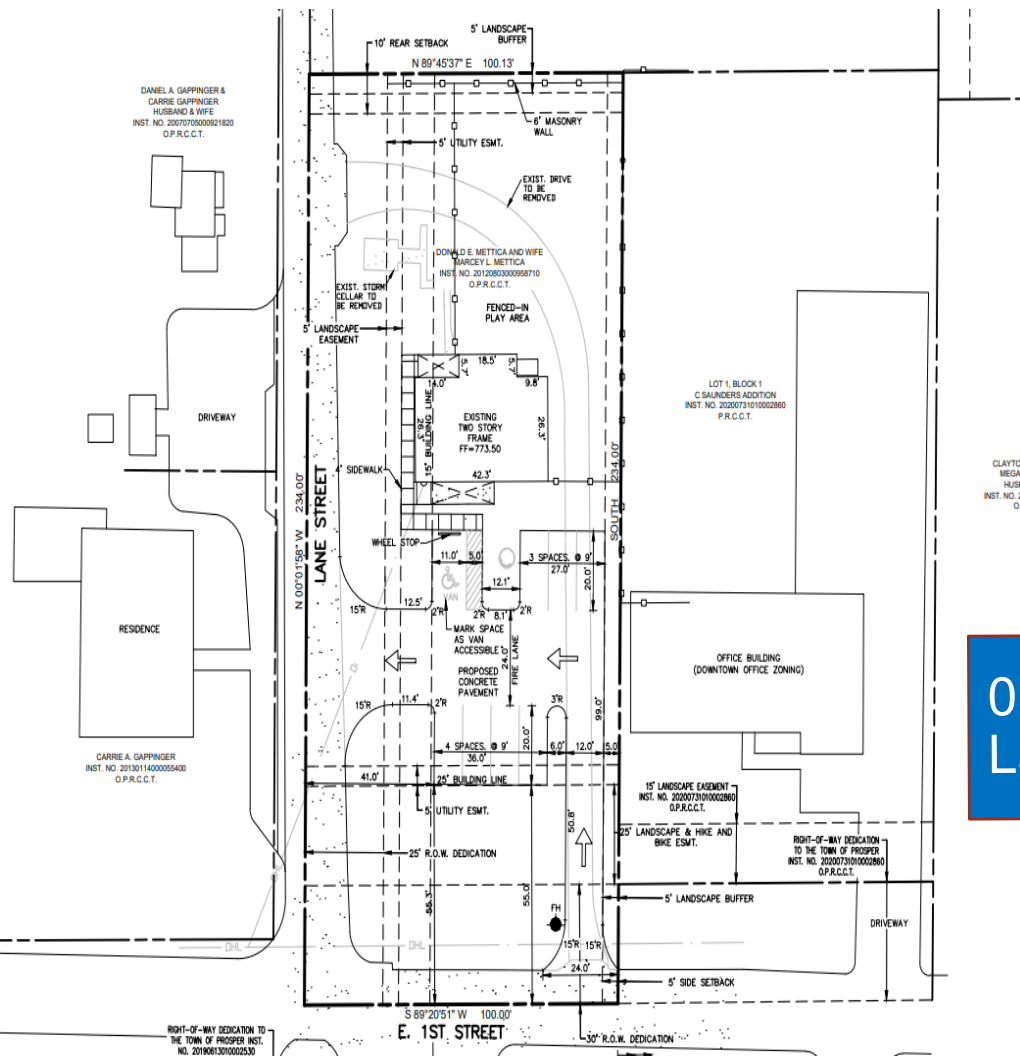 5' LANDSCAPE
BUFFER
10' REAR SETBACK
N 89°45'37" E 100.13'
DANIEL A. GAPPINGER &
CARRIE GAPPINGER
HUSBAND & WIFE
INST. NO. 20070705000921820
O.P.R.C.C.T.
6' MASONRY
WALL
5' UTILITY ESMT.
EXIST. DRIVE
TO BE
REMOVED
DONALD E. METTICA AND WIFE
MARCEY L. METTICA
INST. NO. 20120803000958710
O.P.R.C.C.T.
EXIST. STORM
CELLAR TO
BE REMOVED
FENCED-IN
PLAY AREA
5' LANDSCAPE
EASEMENT
18.5'
5.7'
5.7'
14.0'
9.8'
LOT 1, BLOCK 1
C SAUNDERS ADDITION
INST. NO. 20200731010002860
P.R.C.C.T.
DRIVEWAY
EXISTING
TWO STORY
FRAME
FF=773.50
26.3'
15' BUILDING LINE
26.3'
42.3'
4' SIDEWALK
CLAYTO
MEGA
HUSB
INST. NO. 2
O.
N 00°01'58" W 234.00'
LANE STREET
SOUTH 234.00'
WHEEL STOP
11.0'
5.0'
3 SPACES. @ 9'
27.0'
20.0'
VAN
12.1'
15'R
12.5'
2'R
2'R
8.1'
2'R
MARK SPACE
AS VAN
ACCESSIBLE
24.0'
FIRE LANE
PROPOSED
CONCRETE
PAVEMENT
RESIDENCE
OFFICE BUILDING
(DOWNTOWN OFFICE ZONING)
0
L
15'R
11.4'
2'R
3'R
99.0'
20.0'
4 SPACES. @ 9'
36.0'
6.0'
12.0'
5.0'
CARRIE A. GAPPINGER
INST. NO. 20130114000055400
O.P.R.C.C.T.
41.0'
25' BUILDING LINE
5' UTILITY ESMT.
15' LANDSCAPE EASEMENT
INST. NO. 20200731010002860
O.P.R.C.C.T.
50.8'
25' LANDSCAPE & HIKE AND
BIKE ESMT.
RIGHT-OF-WAY DEDICATION
TO THE TOWN OF PROSPER
INST. NO. 20200731010002860
O.P.R.C.C.T.
25' R.O.W. DEDICATION
55.3'
55.0'
5' LANDSCAPE BUFFER
FH
DRIVEWAY
OHL
OHL
15'R
15'R
24.0'
5' SIDE SETBACK
S 89°20'51" W 100.00'
E. 1ST STREET
RIGHT-OF-WAY DEDICATION TO
THE TOWN OF PROSPER INST.
NO. 20190613010002530
30' R.O.W. DEDICATION